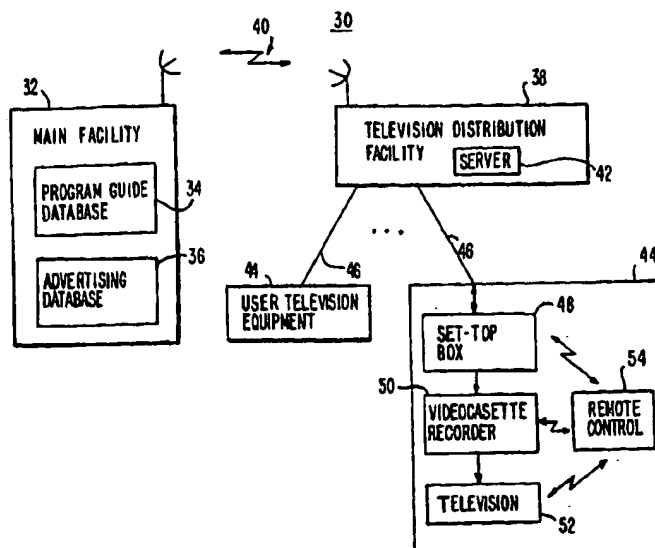 30
40
32
38
MAIN FACILITY
TELEVISION DISTRIBUTION
FACILITY
SERVER
42
PROGRAM GUIDE
DATABASE
34
ADVERTISING
DATABASE
36
...
46
46
44
44
USER TELEVISION
EQUIPMENT
SET-TOP
BOX
48
50
VIDEOCASETTE
RECORDER
54
REMOTE
CONTROL
TELEVISION
52